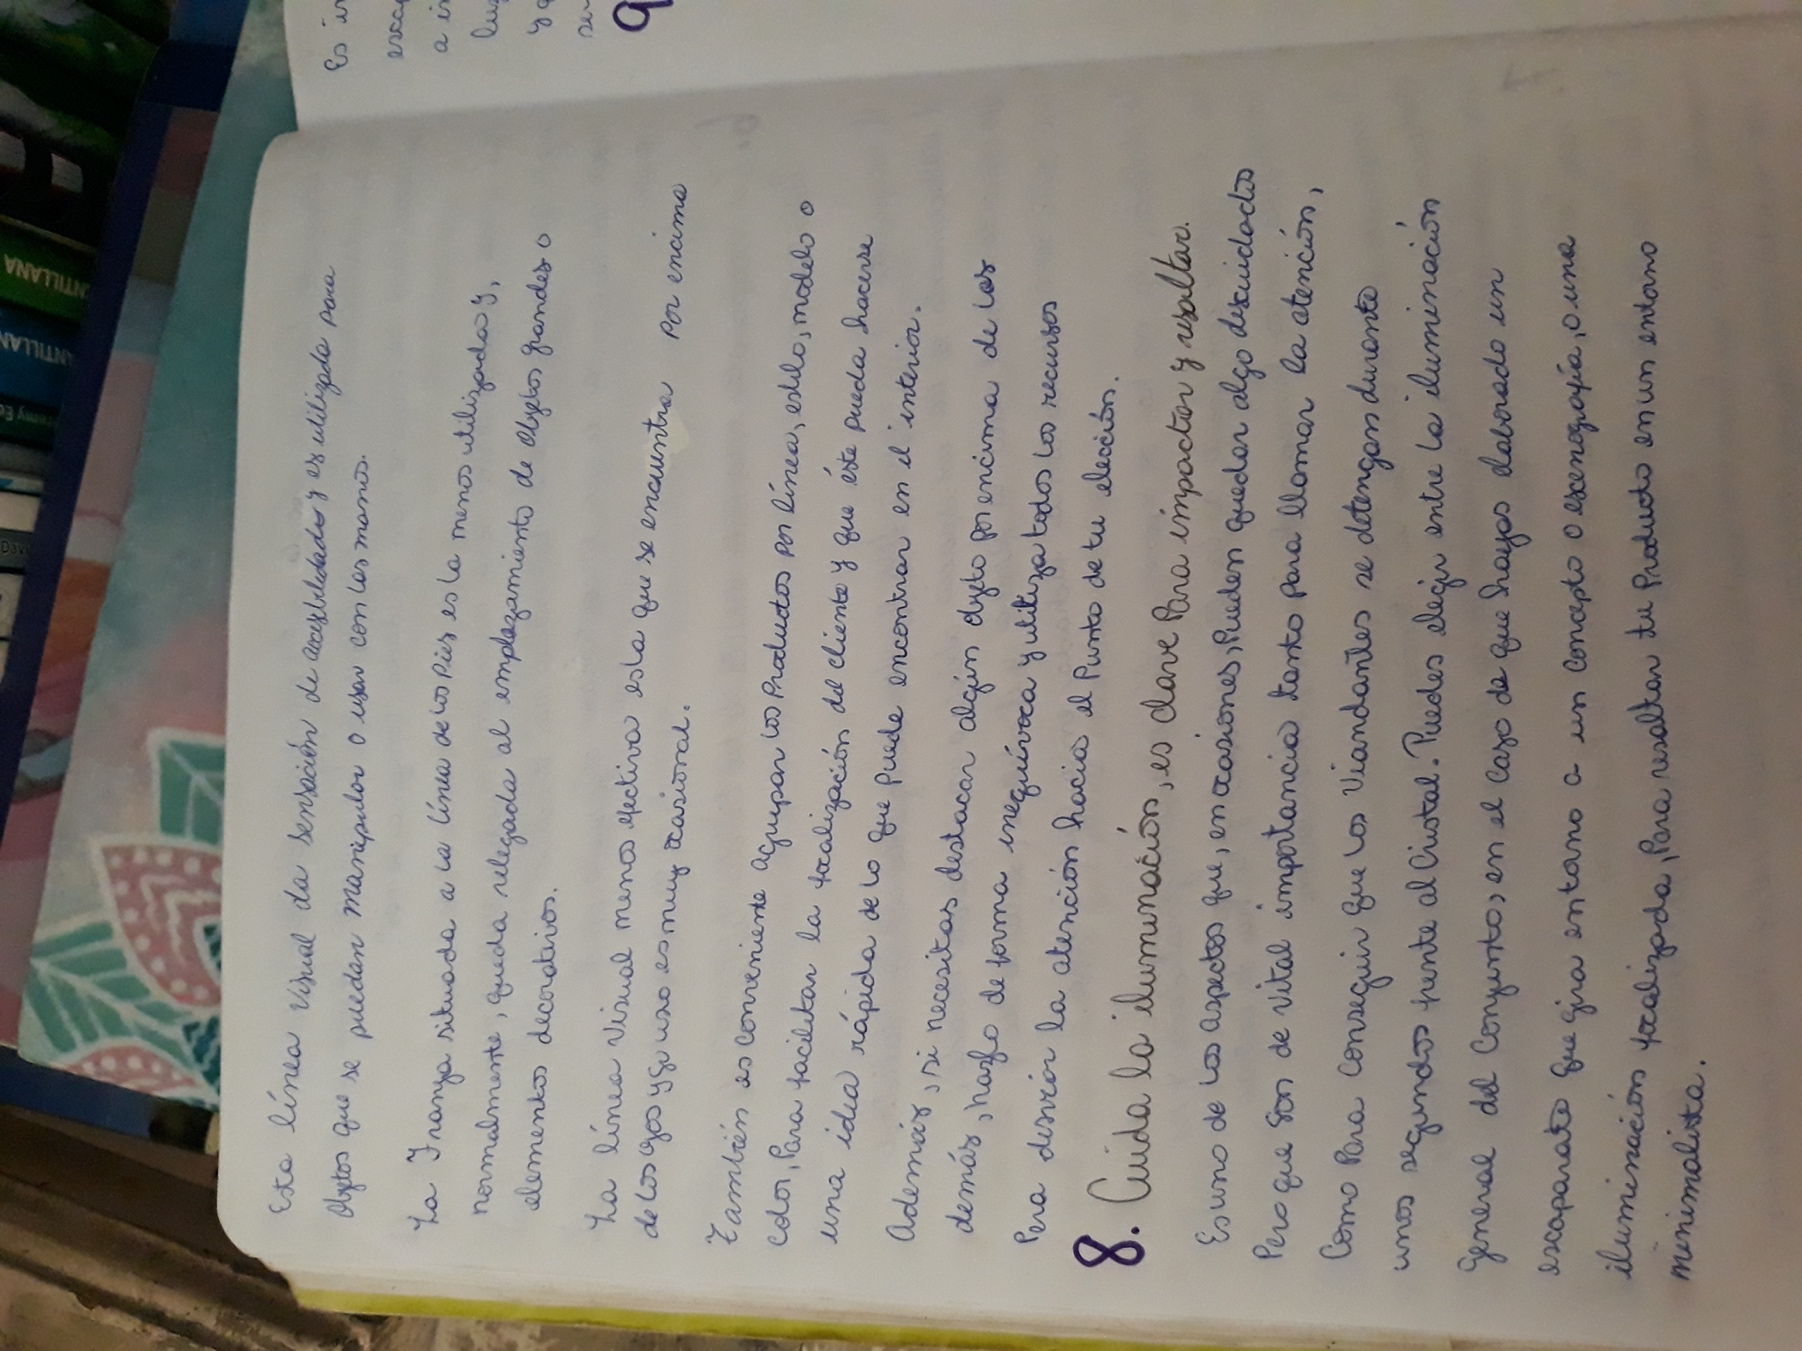 Esta línea visual da sensación de accesibilidad y es utilizada para
objetos que se puedan manipular o usar con las manos.
La Franja situada a la línea de los pies es la menos utilizada y,
normalmente, queda relegada al emplazamiento de objetos grandes o
elementos decorativos.
La línea visual menos efectiva es la que se encuentra por encima
de los ojos y su uso es muy ocasional.
También es conveniente agrupar los Productos por línea, estilo, modelo o
color, Para facilitar la focalización del cliente y que éste pueda hacerse
una idea rápida de lo que puede encontrar en el interior.
Además, si necesitas destacar algún objeto por encima de los
demás, hazlo de forma inequívoca y utiliza todos los recursos
Para desviar la atención hacia el Punto de tu elección.
8. Cuida la iluminación, es clave Para impactar y resaltar.
Es uno de los aspectos que, en ocasiones, Pueden quedar algo descuidados
Pero que son de vital importancia tanto para llamar la atención,
Como Para conseguir que los Viandantes se detengan durante
unos segundos frente al Cristal. Puedes elegir entre la iluminación
general del Conjunto, en el caso de que hayas elaborado un
escaparate que gira en torno a un concepto o escenografía, o una
iluminación focalizada, Para resaltar tu Producto en un entorno
minimalista.
Es
a
9
NTILLANA
ANTILLAN